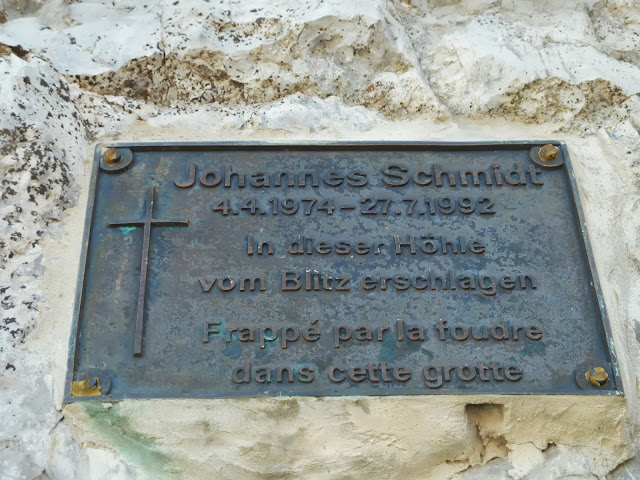 Johannes Schmidt
4.4.1974-27.7.1992
In dieser Höhle
vom Blitz erschlagen
Frappé par la foudre
dans cette grotte